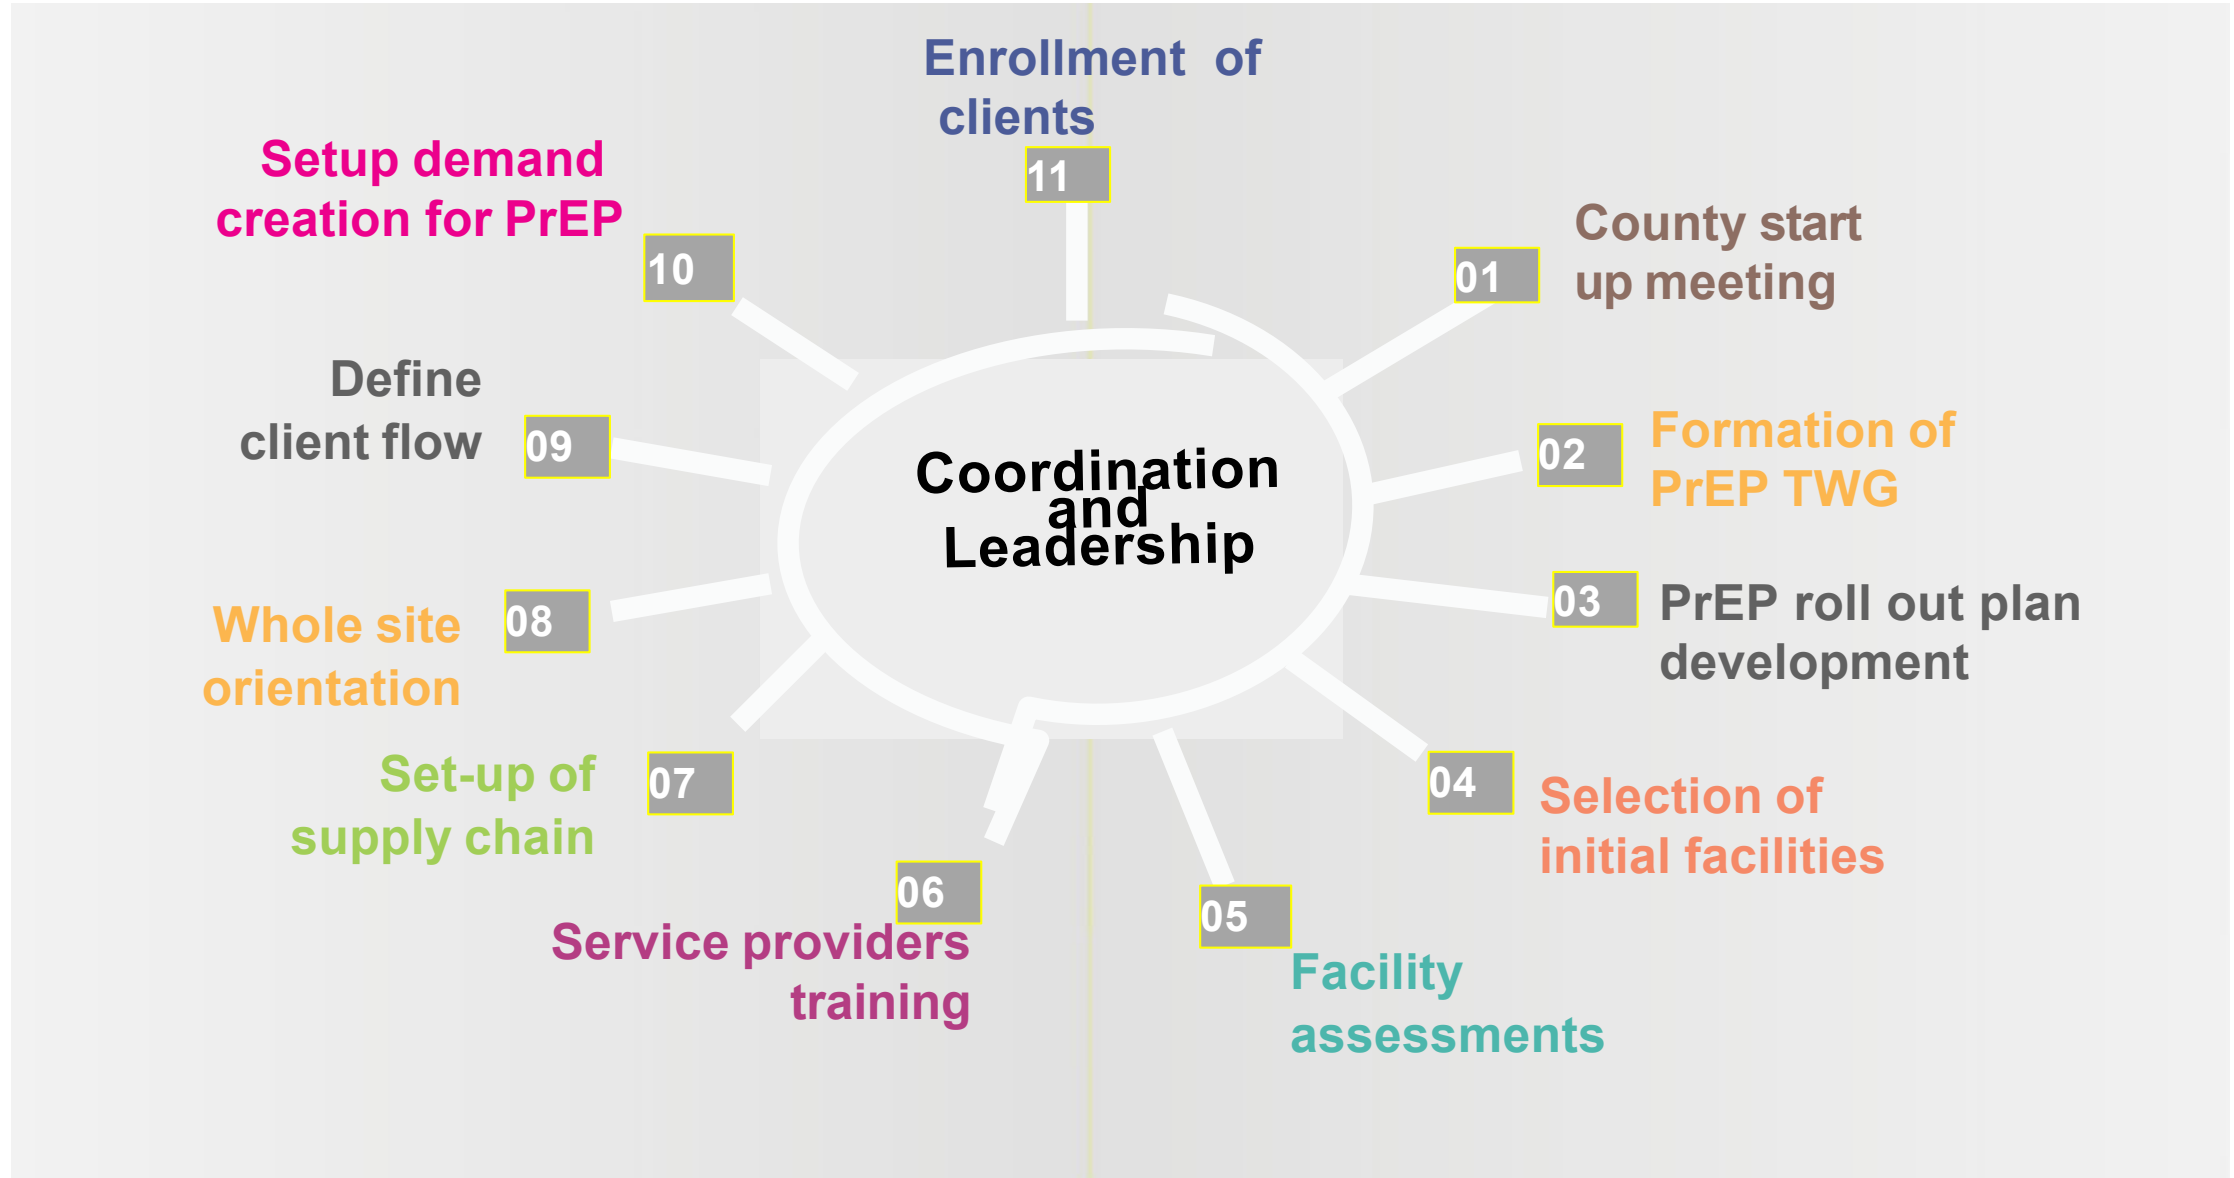 Enrollment of
clients
11
County start
up meeting
01
Formation of
PrEP TWG
02
PrEP roll out plan
development
03
Selection of
initial facilities
04
Facility
assessments
05
Service providers
training
06
Set-up of
supply chain
07
Whole site
orientation
08
Define
client flow
09
Setup demand
creation for PrEP
10
Coordination
and
Leadership